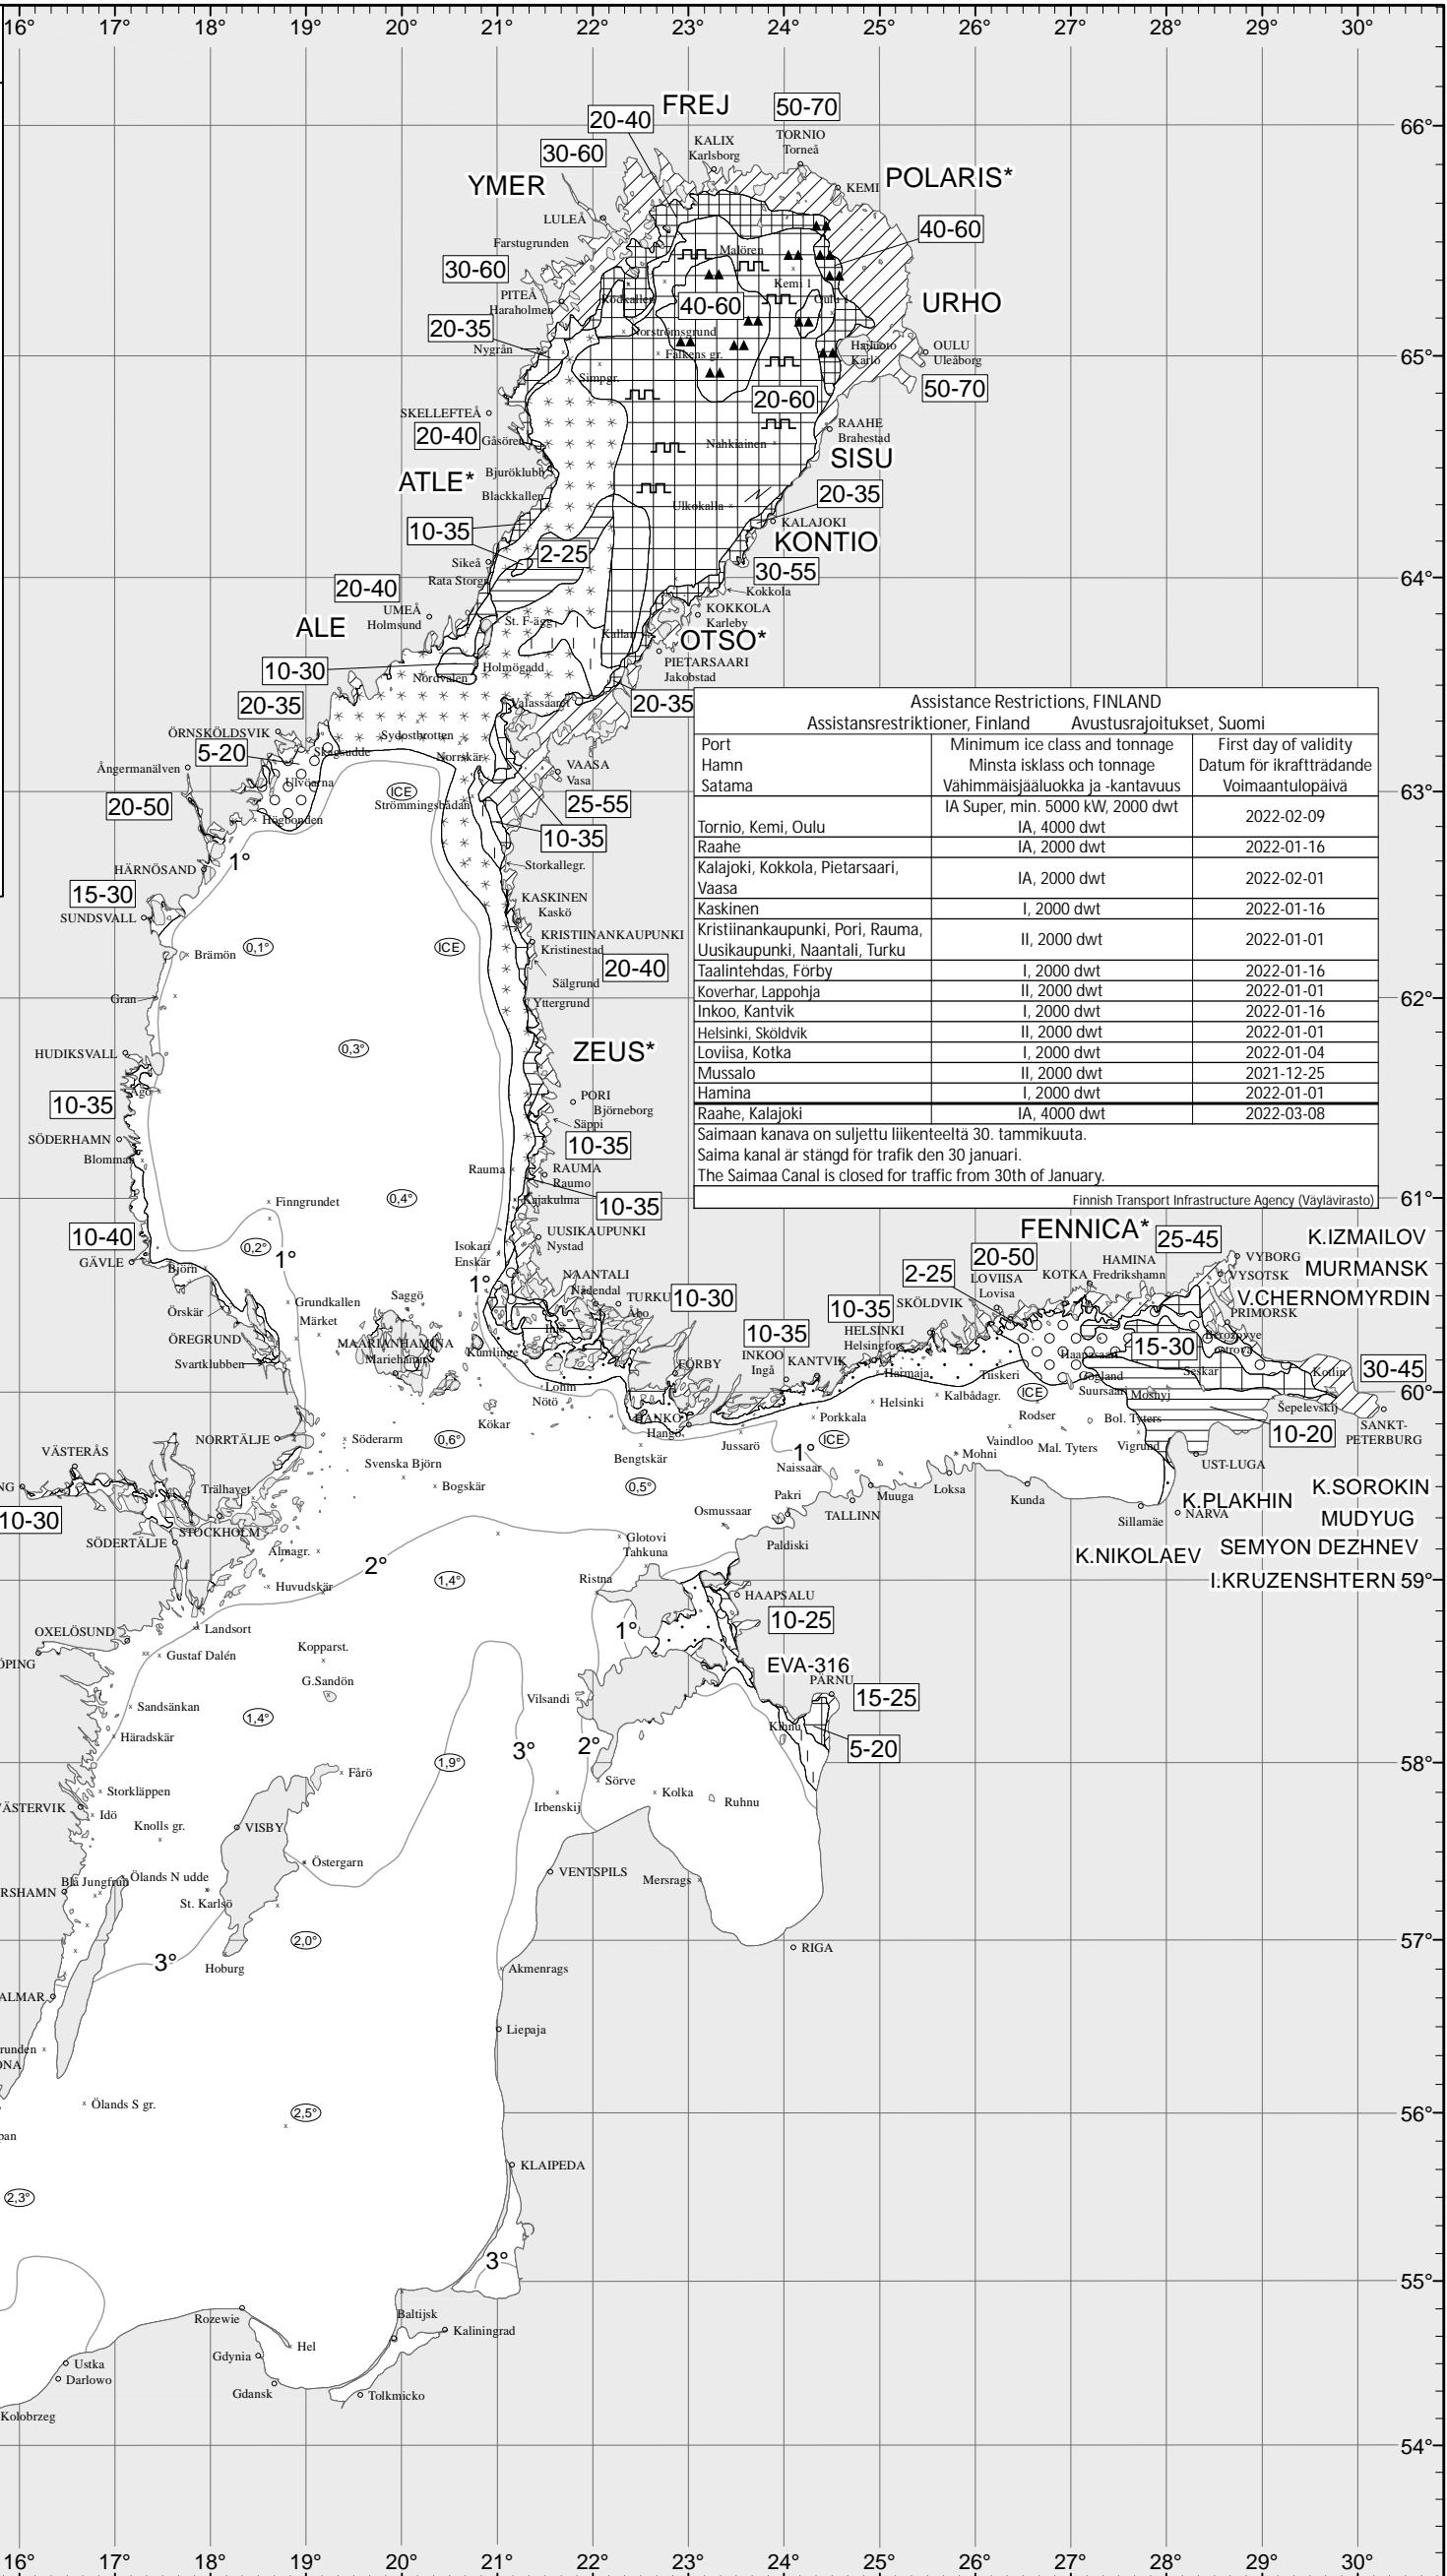 16° 17° 18° 19° 20° 21° 22° 23° 24° 25° 26° 27° 28° 29° 30°
FREJ
50-70
20-40
TORNIO
Torneå
66°
KALIX
Karlsborg
30-60
YMER
POLARIS*
KEMI
LULEÅ
40-60
Farstugrunden
Malören
30-60
Kemi 1
PITEÅ
Haraholmen
Rödkallen
40-60
Oulu 1
URHO
20-35
Norströmsgrund
Nygrån
Falkens gr.
Hailuoto
Karlö
OULU
Uleåborg
65°
Simpgr.
50-70
20-60
SKELLEFTEÅ
20-40
Gåsören
RAAHE
Brahestad
Nahkiainen
SISU
Bjuröklubb
ATLE*
Blackkallen
20-35
Ulkokalla
10-35
KALAJOKI
KONTIO
2-25
Sikeå
30-55
64°
Rata Storgr.
20-40
Kokkola
UMEÅ
Holmsund
KOKKOLA
Karleby
ALE
St. F-ägg
Kallan
OTSO*
10-30
Holmögadd
PIETARSAARI
Jakobstad
Nordvalen
20-35
20-35
Valassaaret
ÖRNSKÖLDSVIK
Sydostbrotten
5-20
Skagsudde
Norrskär
Ångermanälven
VAASA
Vasa
Ulvöarna
ICE
63°
20-50
Strömmingsbådan
25-55
Högbonden
10-35
1°
HÄRNÖSAND
Storkallegr.
15-30
KASKINEN
Kaskö
SUNDSVALL
KRISTIINANKAUPUNKI
Kristinestad
Brämön
0,1°
ICE
20-40
Sälgrund
Gran
Yttergrund
62°
HUDIKSVALL
0,3°
ZEUS*
Agö
10-35
PORI
Björneborg
Säppi
SÖDERHAMN
10-35
Blomman
Rauma
RAUMA
Raumo
Finngrundet
0,4°
Kajakulma
10-35
61°
Assistance Restrictions, FINLAND
Assistansrestriktioner, Finland Avustusrajoitukset, Suomi
Port Minimum ice class and tonnage First day of validity
Hamn Minsta isklass och tonnage Datum för ikraftträdande
Satama Vähimmäisjääluokka ja -kantavuus Voimaantulopäivä
IA Super, min. 5000 kW, 2000 dwt
Tornio, Kemi, Oulu IA, 4000 dwt 2022-02-09
Raahe IA, 2000 dwt 2022-01-16
Kalajoki, Kokkola, Pietarsaari,
Vaasa IA, 2000 dwt 2022-02-01
Kaskinen I, 2000 dwt 2022-01-16
Kristiinankaupunki, Pori, Rauma,
Uusikaupunki, Naantali, Turku II, 2000 dwt 2022-01-01
Taalintehdas, Förby I, 2000 dwt 2022-01-16
Koverhar, Lappohja II, 2000 dwt 2022-01-01
Inkoo, Kantvik I, 2000 dwt 2022-01-16
Helsinki, Sköldvik II, 2000 dwt 2022-01-01
Loviisa, Kotka I, 2000 dwt 2022-01-04
Mussalo II, 2000 dwt 2021-12-25
Hamina I, 2000 dwt 2022-01-01
Raahe, Kalajoki IA, 4000 dwt 2022-03-08
Saimaan kanava on suljettu liikenteeltä 30. tammikuuta.
Saima kanal är stängd för trafik den 30 januari.
The Saimaa Canal is closed for traffic from 30th of January.
Finnish Transport Infrastructure Agency (Väylävirasto)
10-40
0,2°
GÄVLE
1°
Björn
UUSIKAUPUNKI
Nystad
Isokari
Enskär
1°
FENNICA*
25-45
K.IZMAILOV
20-50
HAMINA
Fredrikshamn
VYBORG
MURMANSK
2-25
LOVIISA
Lovisa
KOTKA
VYSOTSK
V.CHERNOMYRDIN
NAANTALI
Nådendal
TURKU
Åbo
10-30
10-35
SKÖLDVIK
PRIMORSK
Örskär
Grundkallen
Saggö
Märket
ÖREGRUND
MAARIANHAMINA
Mariehamn
Kumlinge
10-35
HELSINKI
Helsingfors
15-30
Haapasaari
Svartklubben
INKOO
Ingå
KANTVIK
FÖRBY
Harmaja
Tiiskeri
Gogland
Suursaari
Seskar
Kotlin
30-45
Lohm
Nötö
Helsinki
Kalbådagr.
ICE
Mosnyj
60°
Kökar
HANKO
Hangö
Porkkala
Rodser
Bol. Tyters
Šepelevskij
SANKT-
PETERBURG
NORRTÄLJE
Söderarm
0,6°
Jussarö
ICE
Vaindloo
Mal. Tyters
Vigrund
10-20
VÄSTERÅS
Svenska Björn
Bengtskär
1°
Naissaar
Mohni
UST-LUGA
Bogskär
0,5°
Trälhavet
Pakri
Muuga
Loksa
Kunda
K.PLAKHIN
K.SOROKIN
10-30
STOCKHOLM
Osmussaar
TALLINN
Sillamäe
NARVA
MUDYUG
SÖDERTÄLJE
Almagr.
Glotovi
Tahkuna
Paldiski
K.NIKOLAEV
SEMYON DEZHNEV
2°
Ristna
I.KRUZENSHTERN
59°
Huvudskär
1,4°
HAAPSALU
OXELÖSUND
Landsort
1°
10-25
Gustaf Dalén
Kopparst.
EVA-316
G.Sandön
PÄRNU
Sandsänkan
Vilsandi
15-25
Häradskär
1,4°
Kihnu
3°
2°
5-20
Fårö
1,9°
58°
Storkläppen
Sörve
Kolka
Idö
Irbenskij
Ruhnu
Knolls gr.
VISBY
Östergarn
VENTSPILS
Mersrags
Blå Jungfrun
Ölands N udde
St. Karlsö
2,0°
57°
RIGA
3°
Hoburg
Akmenrags
Liepaja
Ölands S gr.
2,5°
56°
KLAIPEDA
2,3°
3°
55°
Rozewie
Baltijsk
Kaliningrad
Hel
Gdynia
Ustka
Darlowo
Gdansk
Tolkmicko
Kolobrzeg
54°
16° 17° 18° 19° 20° 21° 22° 23° 24° 25° 26° 27° 28° 29° 30°